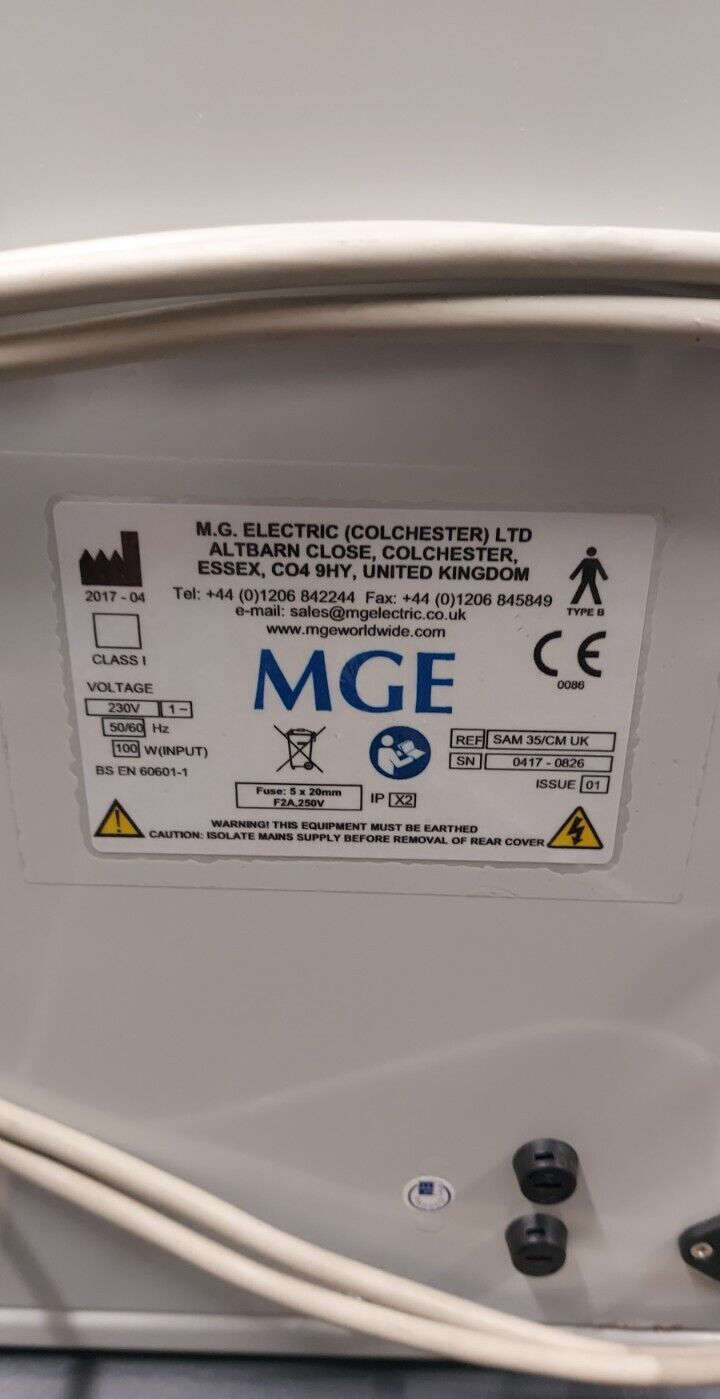 M.G. ELECTRIC (COLCHESTER) LTD
ALTBARN CLOSE, COLCHESTER,
ESSEX, CO4 9HY, UNITED KINGDOM
Tel: +44 (0)1206 842244 Fax: +44 (0)1206 845849
e-mail: sales@mgelectric.co.uk
www.mgeworldwide.com
2017 - 04
CLASS I
TYPE B
CE
0086
MGE
VOLTAGE
230V 1~
50/60 Hz
100 W(INPUT)
BS EN 60601-1
Fuse: 5 x 20mm
F2A,250V
IP X2
REF SAM 35/CM UK
SN 0417 - 0826
ISSUE 01
WARNING! THIS EQUIPMENT MUST BE EARTHED
CAUTION: ISOLATE MAINS SUPPLY BEFORE REMOVAL OF REAR COVER